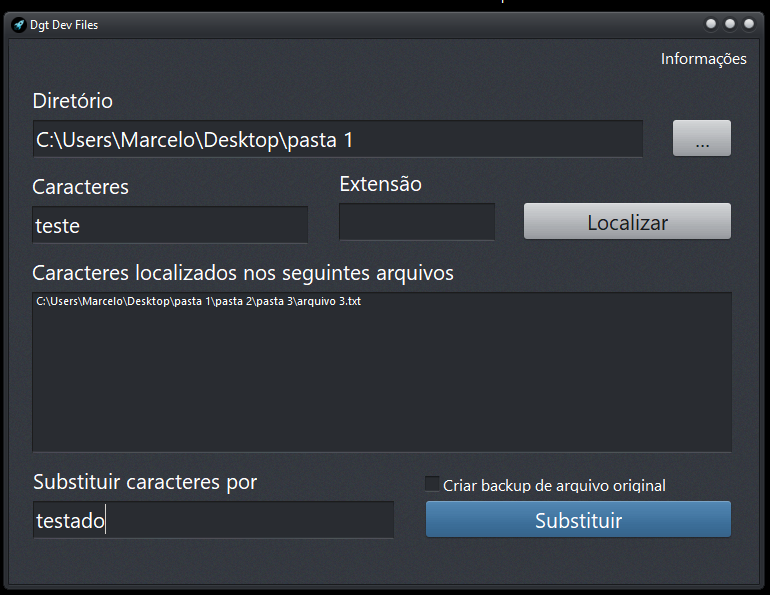 Dgt Dev Files
Informações
Diretório
C:\Users\Marcelo\Desktop\pasta 1
...
Caracteres
Extensão
teste
Localizar
Caracteres localizados nos seguintes arquivos
C:\Users\Marcelo\Desktop\pasta 1\pasta 2\pasta 3\arquivo 3.txt
Substituir caracteres por
Criar backup de arquivo original
testado
Substituir